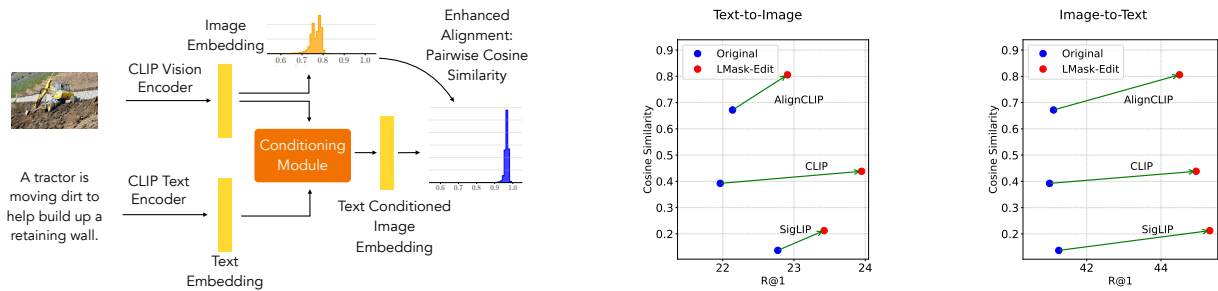 Image
Embedding
0.6 0.7 0.8 0.9 1.0
Enhanced
Alignment:
Pairwise Cosine
Similarity
CLIP Vision
Encoder
Conditioning
Module
0.6 0.7 0.8 0.9 1.0
A tractor is
moving dirt to
help build up a
retaining wall.
CLIP Text
Encoder
Text Conditioned
Image
Embedding
Text
Embedding
Text-to-Image
Original
LMask-Edit
AlignCLIP
CLIP
SigLIP
Cosine Similarity
0.9
0.8
0.7
0.6
0.5
0.4
0.3
0.2
22 23 24
R@1
Image-to-Text
Original
LMask-Edit
AlignCLIP
CLIP
SigLIP
Cosine Similarity
0.9
0.8
0.7
0.6
0.5
0.4
0.3
0.2
42 44
R@1